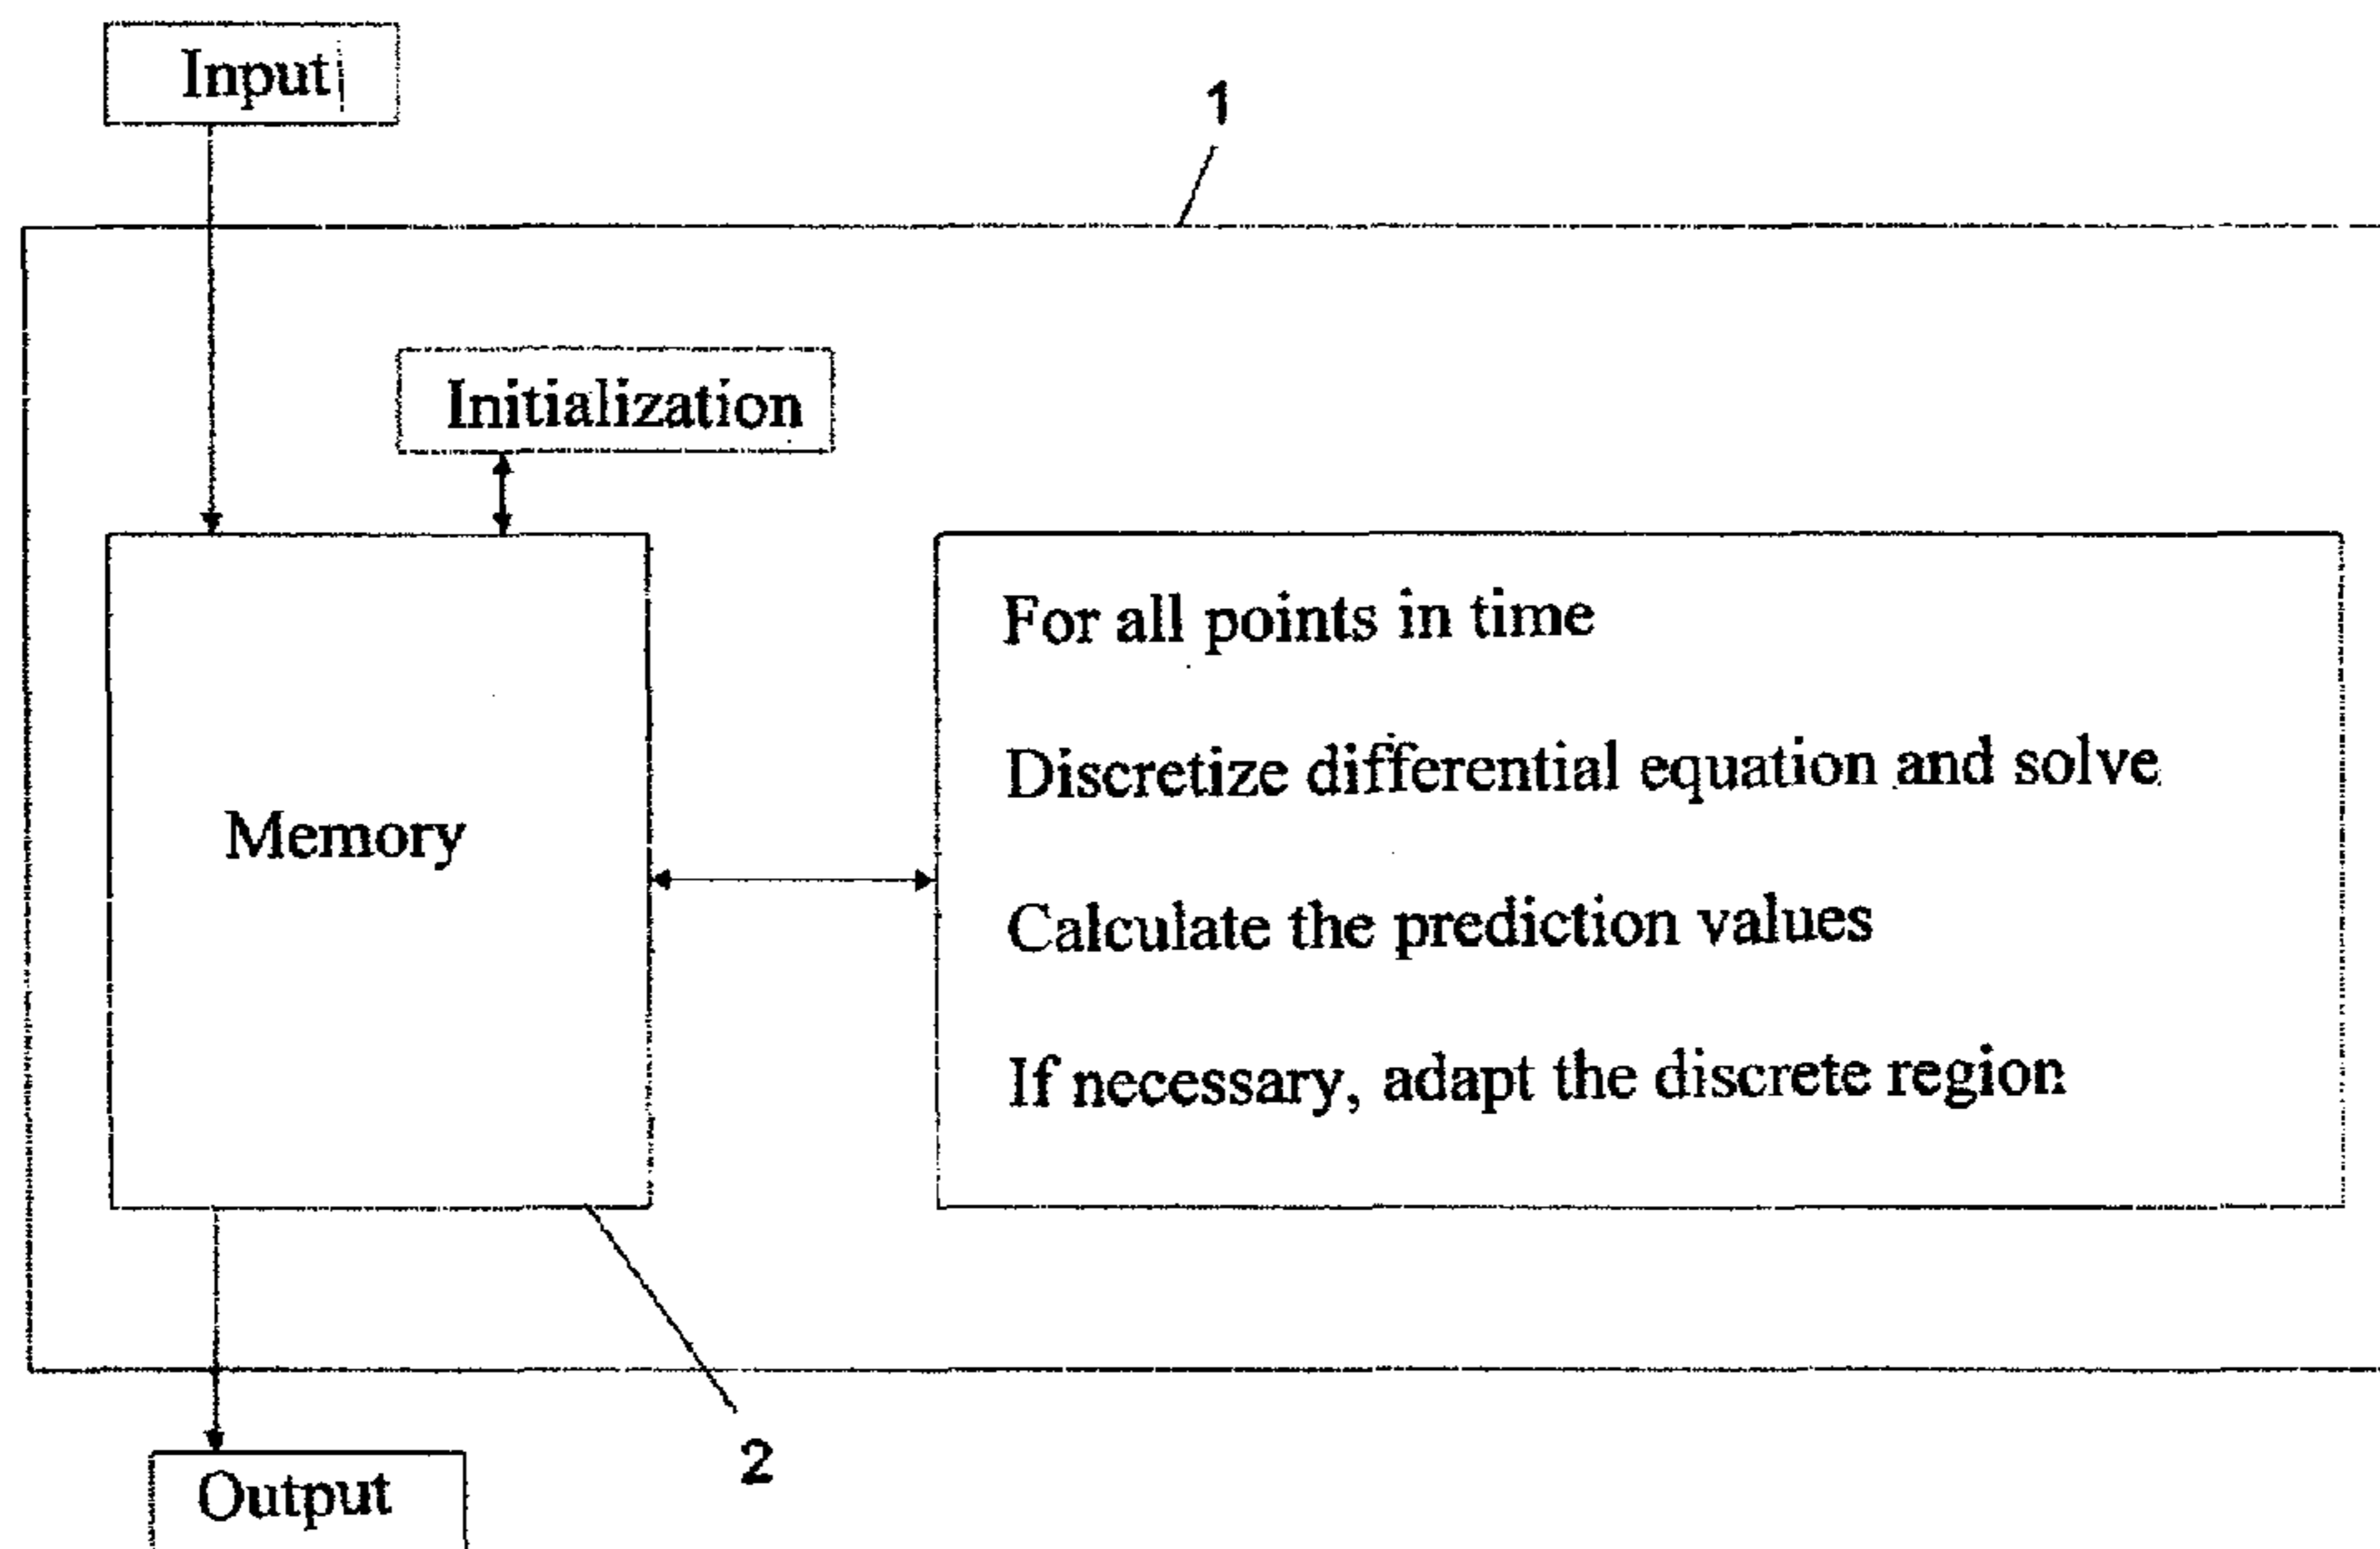 Input
1
Initialization
For all points in time
Discretize differential equation and solve
Memory
Calculate the prediction values
If necessary, adapt the discrete region
2
Output